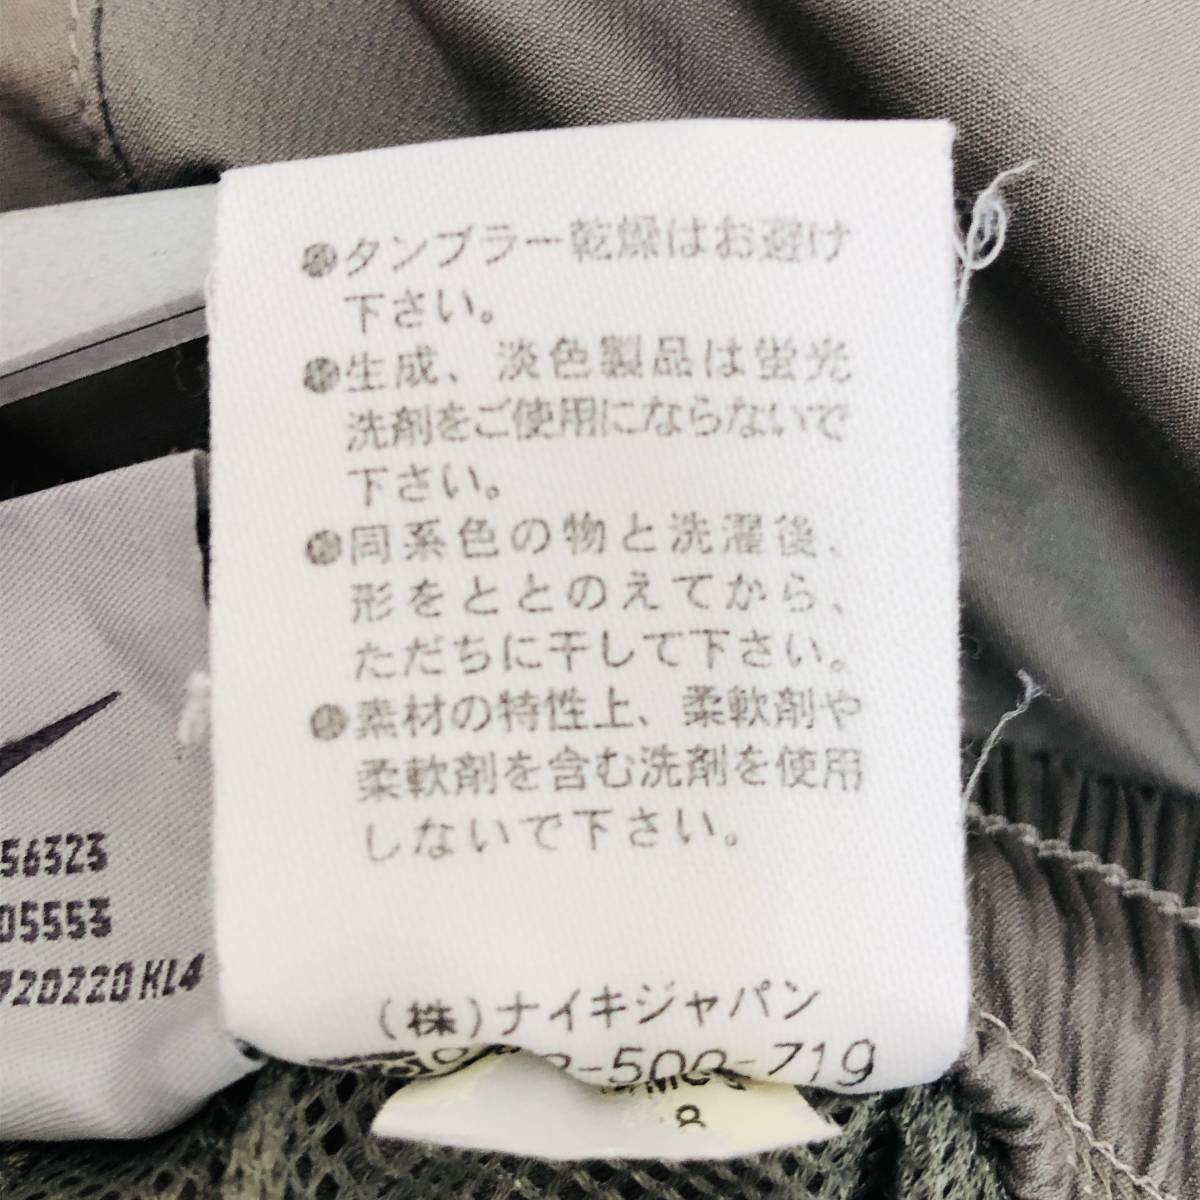 ●タンブラー乾燥はお避け
下さい。
●生成、淡色製品は蛍光
洗剤をご使用にならないで
下さい。
●同系色の物と洗濯後、
形をととのえてから、
ただちに干して下さい。
●素材の特性上、柔軟剤や
柔軟剤を含む洗剤を使用
しないで下さい。
(株)ナイキジャパン
-500-719
8
56323
05553
720220 KL4